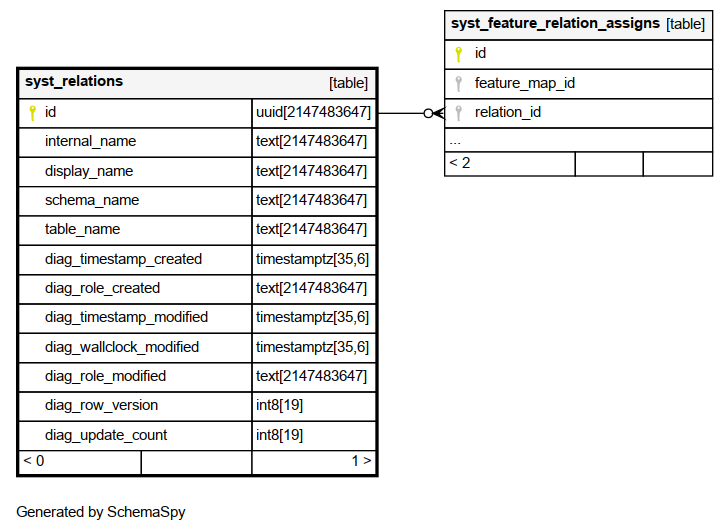 syst_feature_relation_assigns [table]
id
feature_map_id
relation_id
...
< 2
syst_relations [table]
id uuid[2147483647]
internal_name text[2147483647]
display_name text[2147483647]
schema_name text[2147483647]
table_name text[2147483647]
diag_timestamp_created timestamptz[35,6]
diag_role_created text[2147483647]
diag_timestamp_modified timestamptz[35,6]
diag_wallclock_modified timestamptz[35,6]
diag_role_modified text[2147483647]
diag_row_version int8[19]
diag_update_count int8[19]
< 0 1 >
Generated by SchemaSpy